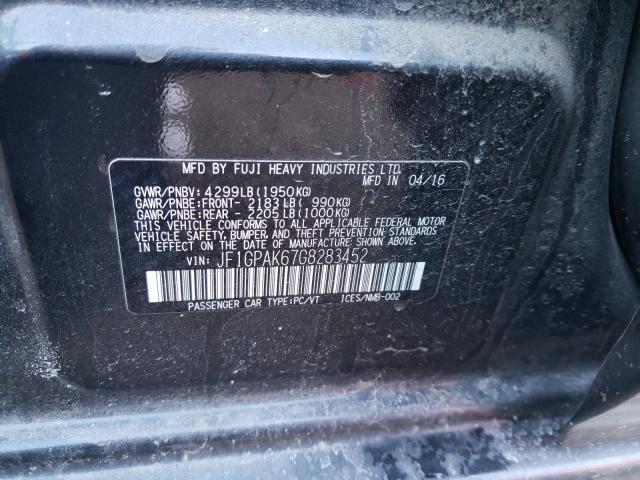 MFD BY FUJI HEAVY INDUSTRIES LTD.
MFD IN 04/16
GVWR/PNBV: 4299LB(1950KG)
GAWR/PNBE:FRONT- 2183LB( 990KG)
GAWR/PNBE:REAR - 2205LB(1000KG)
THIS VEHICLE CONFORMS TO ALL APPLICABLE FEDERAL MOTOR
VEHICLE SAFETY, BUMPER, AND THEFT PREVENTION STANDARDS
IN EFFECT ON THE DATE OF MANUFACTURE SHOWN ABOVE.
VIN: JF1GPAK67G8283452
PASSENGER CAR TYPE:PC/VT ICES/NMB-002